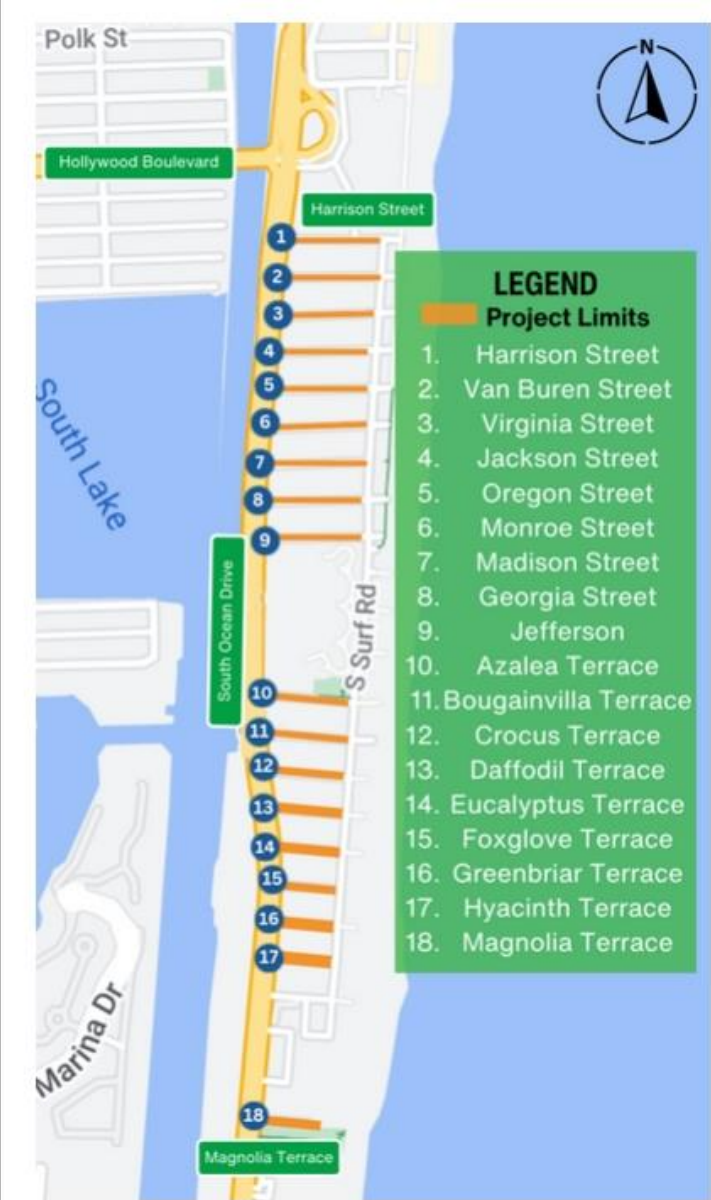 Polk St
N
Hollywood Boulevard
Harrison Street
1
2
3
4
5
6
7
8
9
South Lake
South Ocean Drive
S Surf Rd
10
11
12
13
14
15
16
17
Marina Dr
18
Magnolia Terrace
LEGEND
Project Limits
1. Harrison Street
2. Van Buren Street
3. Virginia Street
4. Jackson Street
5. Oregon Street
6. Monroe Street
7. Madison Street
8. Georgia Street
9. Jefferson
10. Azalea Terrace
11. Bougainvilla Terrace
12. Crocus Terrace
13. Daffodil Terrace
14. Eucalyptus Terrace
15. Foxglove Terrace
16. Greenbriar Terrace
17. Hyacinth Terrace
18. Magnolia Terrace